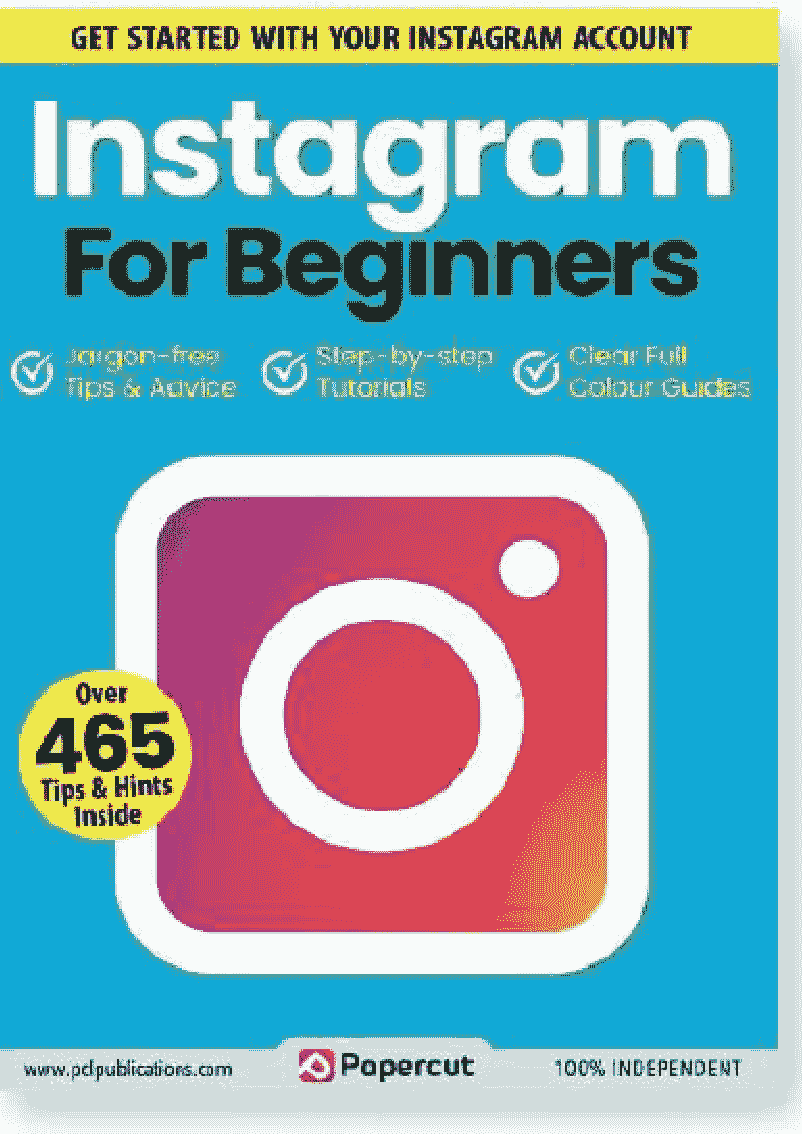 GET STARTED WITH YOUR INSTAGRAM ACCOUNT
Instagram
For Beginners
Jargon-free
Tips & Advice
Step-by-step
Tutorials
Clear Full
Colour Guides
Over
465
Tips & Hints
Inside
www.pclpublications.com
Papercut
100% INDEPENDENT